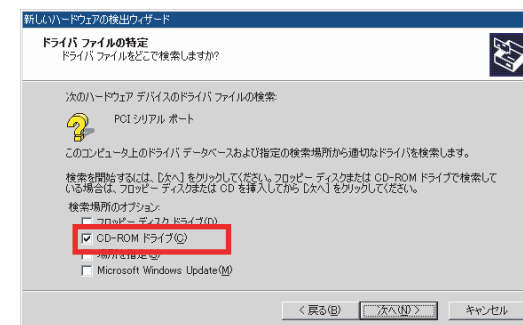 新しいハードウェアの検出ウィザード
ドライバ ファイルの特定
ドライバ ファイルをどこで検索しますか?
次のハードウェア デバイスのドライバ ファイルの検索:
PCI シリアル ポート
このコンピュータ上のドライバ データベースおよび指定の検索場所から適切なドライバを検索します。
検索を開始するには、[次へ] をクリックしてください。フロッピー ディスクまたは CD-ROM ドライブで検索して
いる場合は、フロッピー ディスクまたは CD を挿入してから [次へ] をクリックしてください。
検索場所のオプション:
フロッピー ディスク ドライブ(D)
CD-ROM ドライブ(C)
場所を指定(S)
Microsoft Windows Update(M)
< 戻る(B)
次へ(N) >
キャンセル